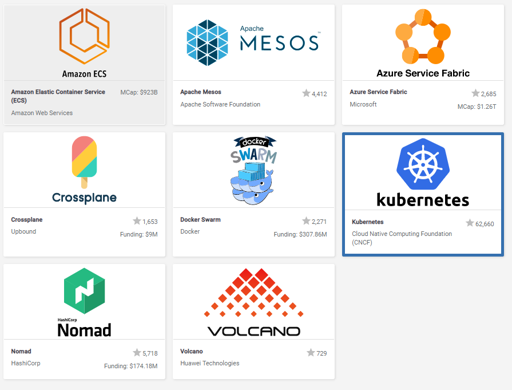 Amazon ECS
Amazon Elastic Container Service
(ECS)
MCap: $923B
Amazon Web Services
Apache
MESOS™
Apache Mesos
4,412
Apache Software Foundation
Azure Service Fabric
Azure Service Fabric
2,685
Microsoft
MCap: $1.26T
Crossplane
Crossplane
1,653
Upbound
Funding: $9M
docker
SWARM
Docker Swarm
2,271
Docker
Funding: $307.86M
kubernetes
Kubernetes
62,660
Cloud Native Computing Foundation
(CNCF)
HashiCorp
Nomad
Nomad
5,718
HashiCorp
Funding: $174.18M
VOLCANO
Volcano
729
Huawei Technologies